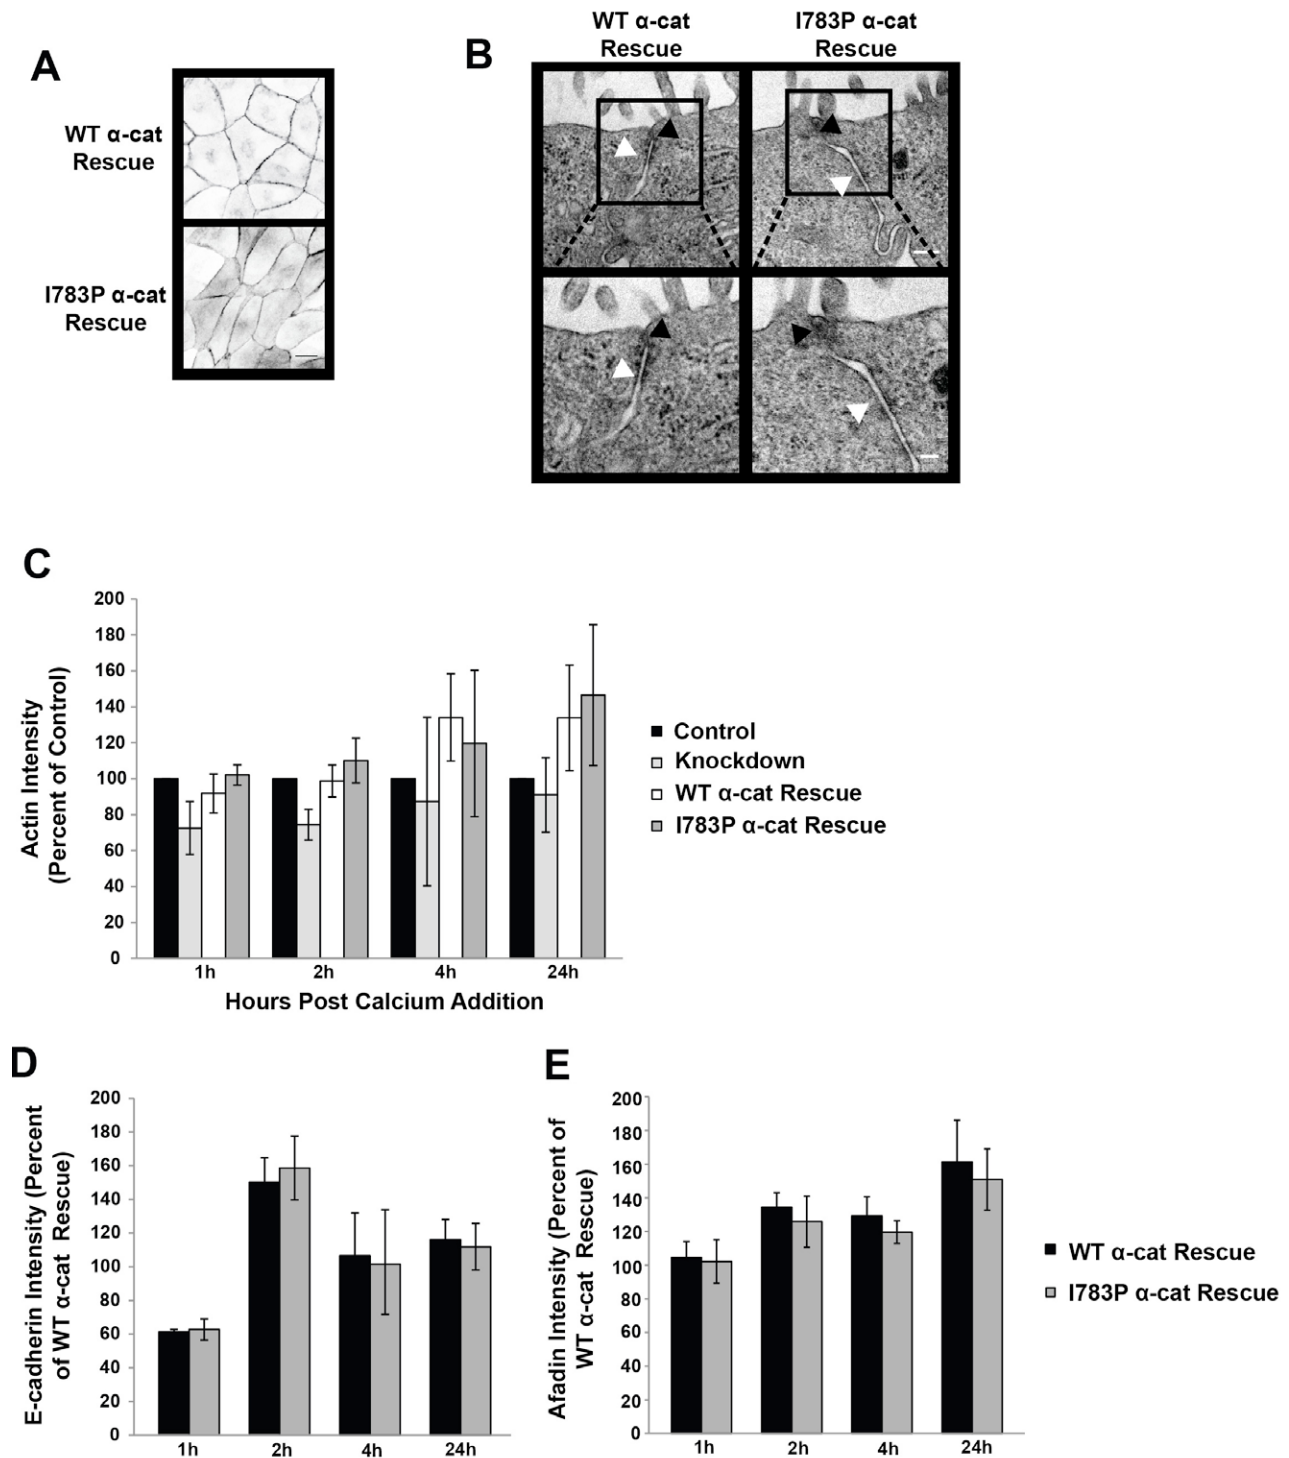 A
WT α-cat
Rescue
I783P α-cat
Rescue
B
WT α-cat
Rescue
I783P α-cat
Rescue
C
Actin Intensity
(Percent of Control)
200
180
160
140
120
100
80
60
40
20
0
1h
2h
4h
24h
Hours Post Calcium Addition
Control
Knockdown
WT α-cat Rescue
I783P α-cat Rescue
D
E-cadherin Intensity (Percent
of WT α-cat Rescue)
200
180
160
140
120
100
80
60
40
20
0
1h
2h
4h
24h
E
Afadin Intensity (Percent of
WT α-cat Rescue)
200
180
160
140
120
100
80
60
40
20
0
1h
2h
4h
24h
WT α-cat Rescue
I783P α-cat Rescue